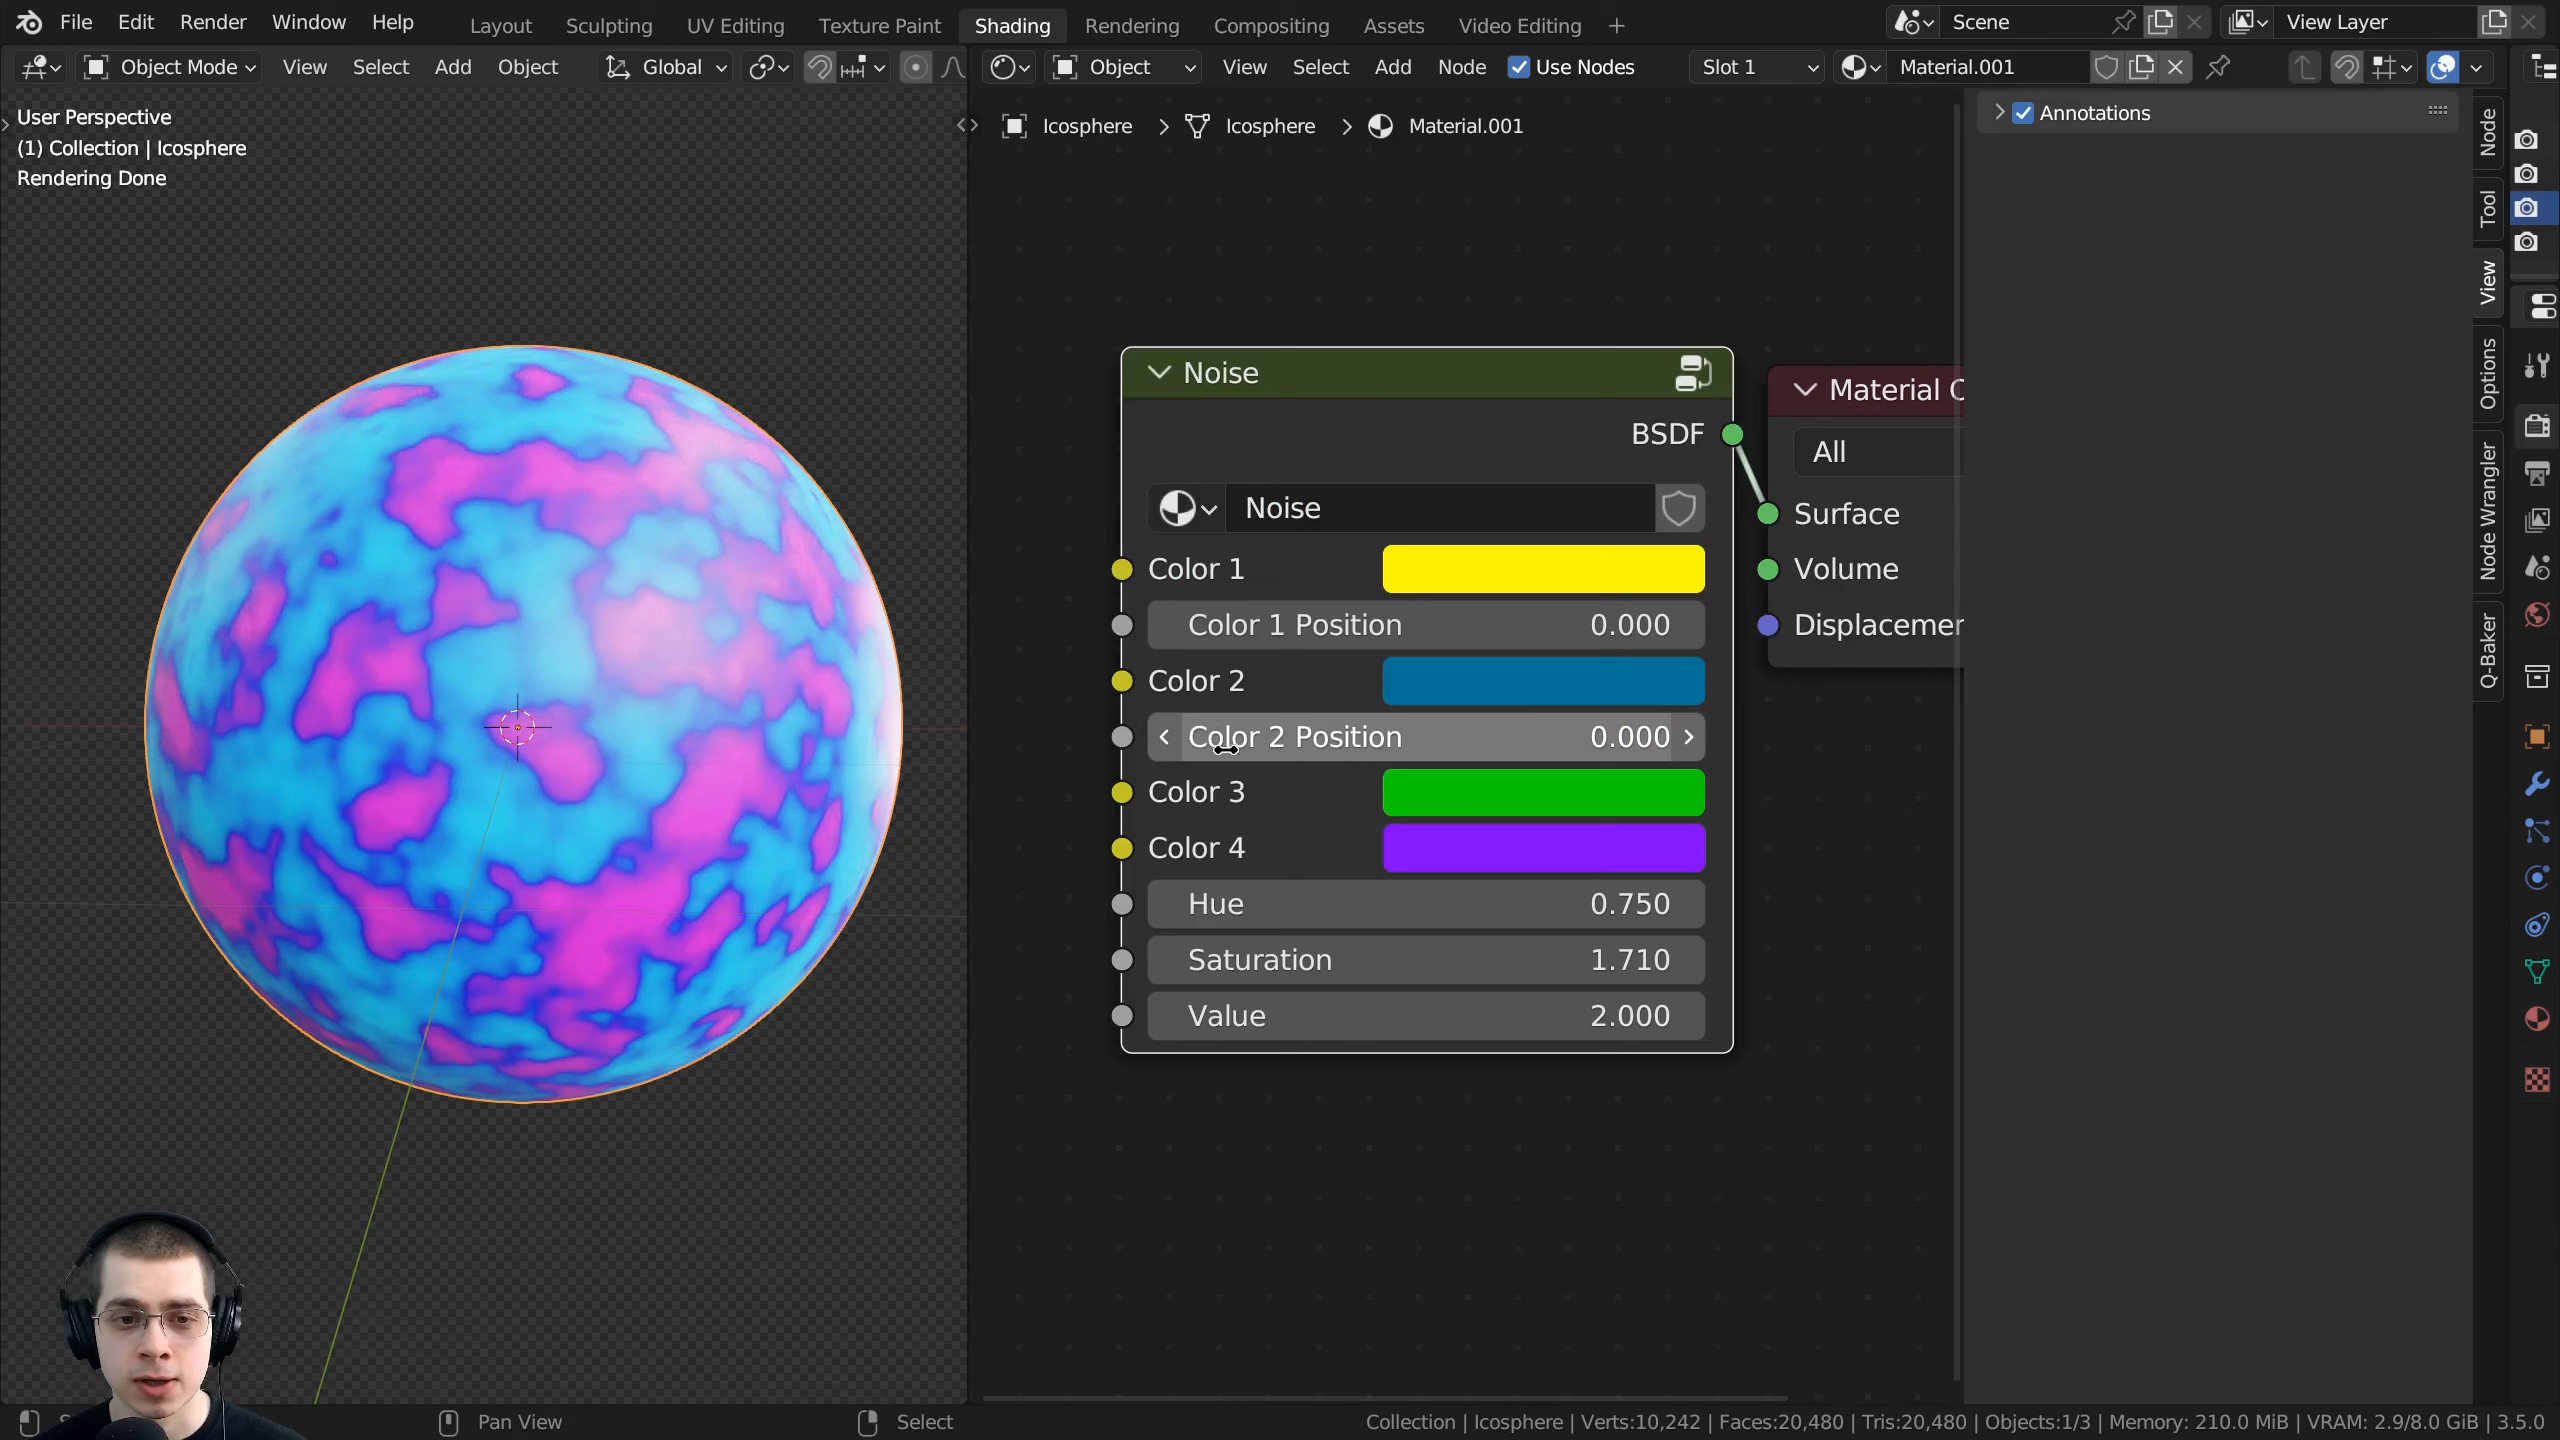 File Edit Render Window Help Layout Sculpting UV Editing Texture Paint Shading Rendering Compositing Assets Video Editing + Scene View Layer
Object Mode View Select Add Object Global Object View Select Add Node Use Nodes Slot 1 Material.001
User Perspective
(1) Collection | Icosphere
Rendering Done
Icosphere > Icosphere > Material.001
Annotations
Node
Tool
View
Options
Node Wrangler
Q-Baker
Noise
BSDF
Noise
Color 1
Color 1 Position 0.000
Color 2
Color 2 Position 0.000
Color 3
Color 4
Hue 0.750
Saturation 1.710
Value 2.000
Material O
All
Surface
Volume
Displacemen
Pan View Select Collection | Icosphere | Verts:10,242 | Faces:20,480 | Tris:20,480 | Objects:1/3 | Memory: 210.0 MiB | VRAM: 2.9/8.0 GiB | 3.5.0